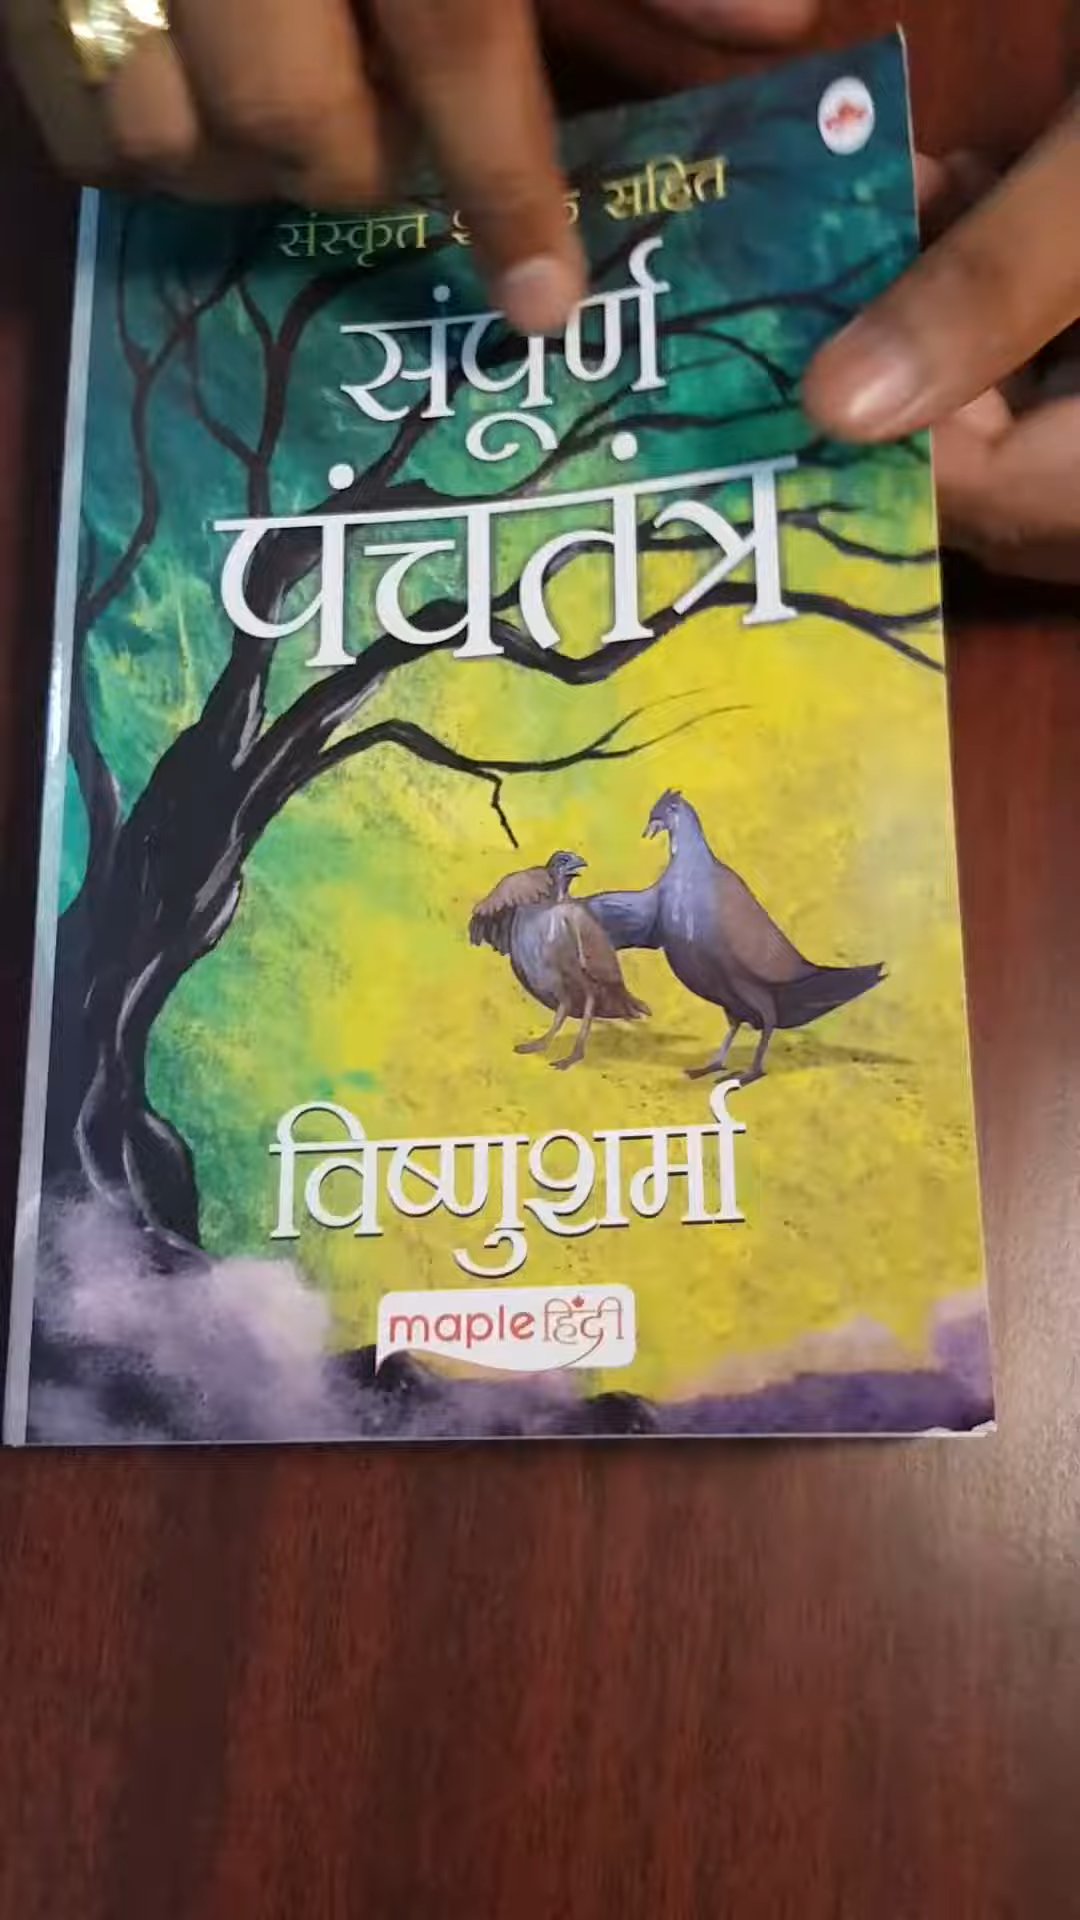 संस्कृत सहित
संपूर्ण
पंचतंत्र
विष्णुशर्मा
maple हिंदी